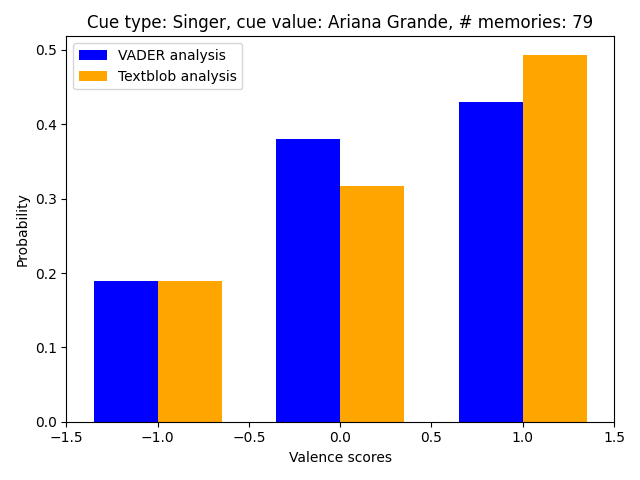 Cue type: Singer, cue value: Ariana Grande, # memories: 79
VADER analysis
Textblob analysis
Probability
0.5
0.4
0.3
0.2
0.1
0.0
−1.5 −1.0 −0.5 0.0 0.5 1.0 1.5
Valence scores